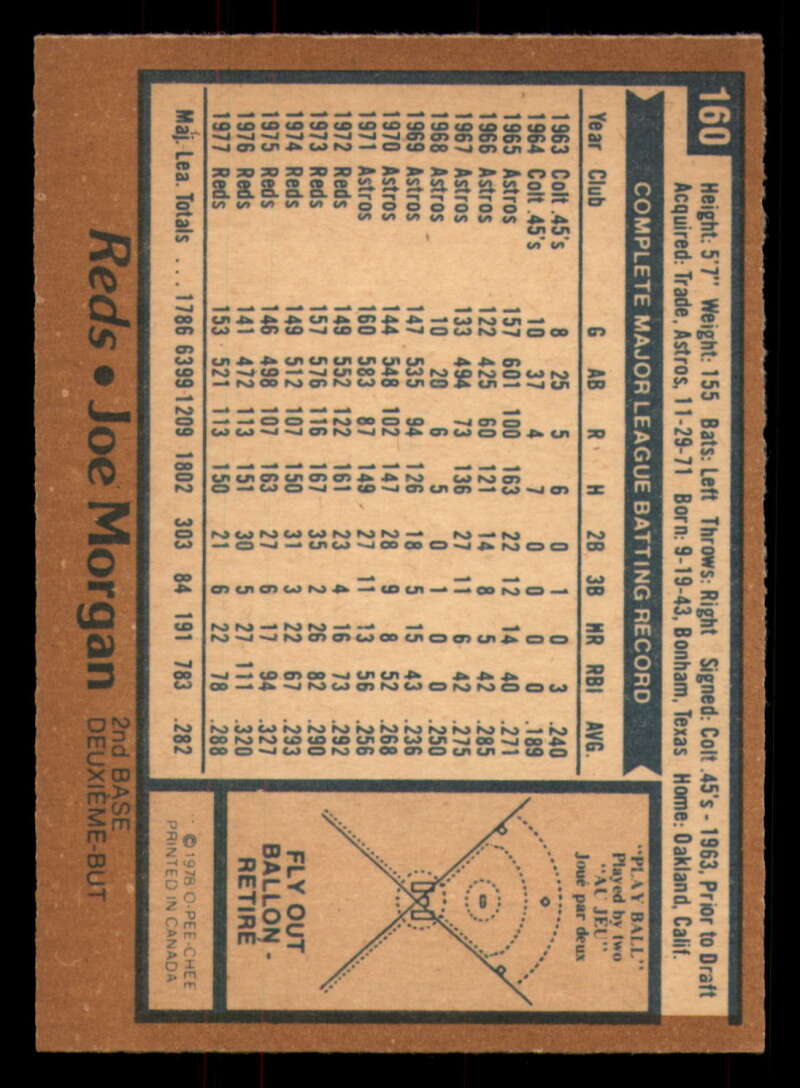 160
Height: 5'7" Weight: 155 Bats: Left Throws: Right Signed: Colt .45's - 1963, Prior to Draft
Acquired: Trade, Astros, 11-29-71 Born: 9-19-43, Bonham, Texas Home: Oakland, Calif.
COMPLETE MAJOR LEAGUE BATTING RECORD
Year Club G AB R H 2B 3B HR RBI AVG.
1963 Colt .45's 8 25 5 6 0 1 0 3 .240
1964 Colt .45's 10 37 4 7 0 0 0 0 .189
1965 Astros 157 601 100 163 22 12 14 40 .271
1966 Astros 122 425 60 121 14 8 5 42 .285
1967 Astros 133 494 73 136 27 11 6 42 .275
1968 Astros 10 20 6 5 0 1 0 0 .250
1969 Astros 147 535 94 126 18 5 15 43 .236
1970 Astros 144 548 102 147 28 9 8 52 .268
1971 Astros 160 583 87 149 27 11 13 56 .256
1972 Reds 149 552 122 161 23 4 16 73 .292
1973 Reds 157 576 116 167 35 2 26 82 .290
1974 Reds 149 512 107 150 31 3 22 67 .293
1975 Reds 146 498 107 163 27 6 17 94 .327
1976 Reds 141 472 113 151 30 5 27 111 .320
1977 Reds 153 521 113 150 21 6 22 78 .288
Maj. Lea. Totals ... 1786 6399 1209 1802 303 84 191 783 .282
"PLAY BALL"
Played by two
"AU JEU"
Joué par deux
FLY OUT
BALLON -
RETIRÉ
©1978 O-PEE-CHEE
PRINTED IN CANADA
Reds • Joe Morgan
2nd BASE
DEUXIÈME-BUT